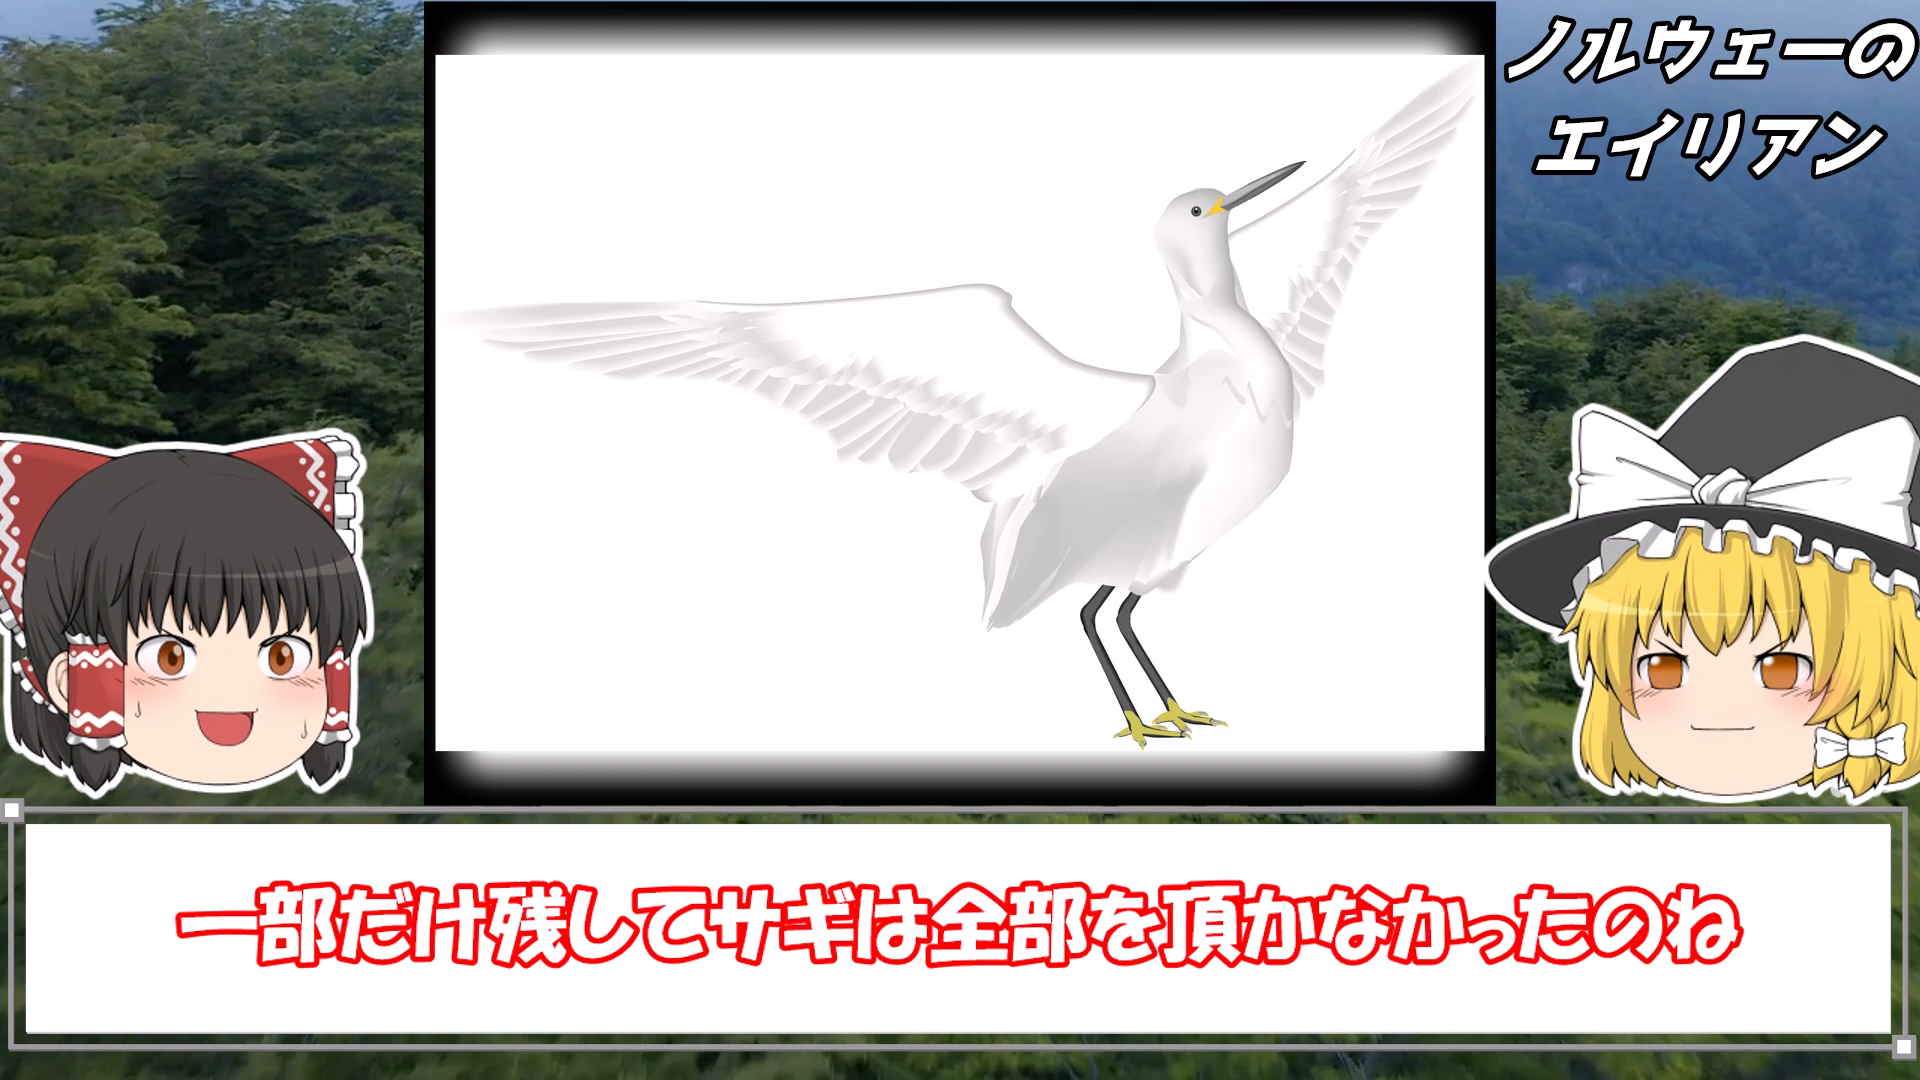 ノルウェーの
エイリアン
一部だけ残してサギは全部を頂かなかったのね